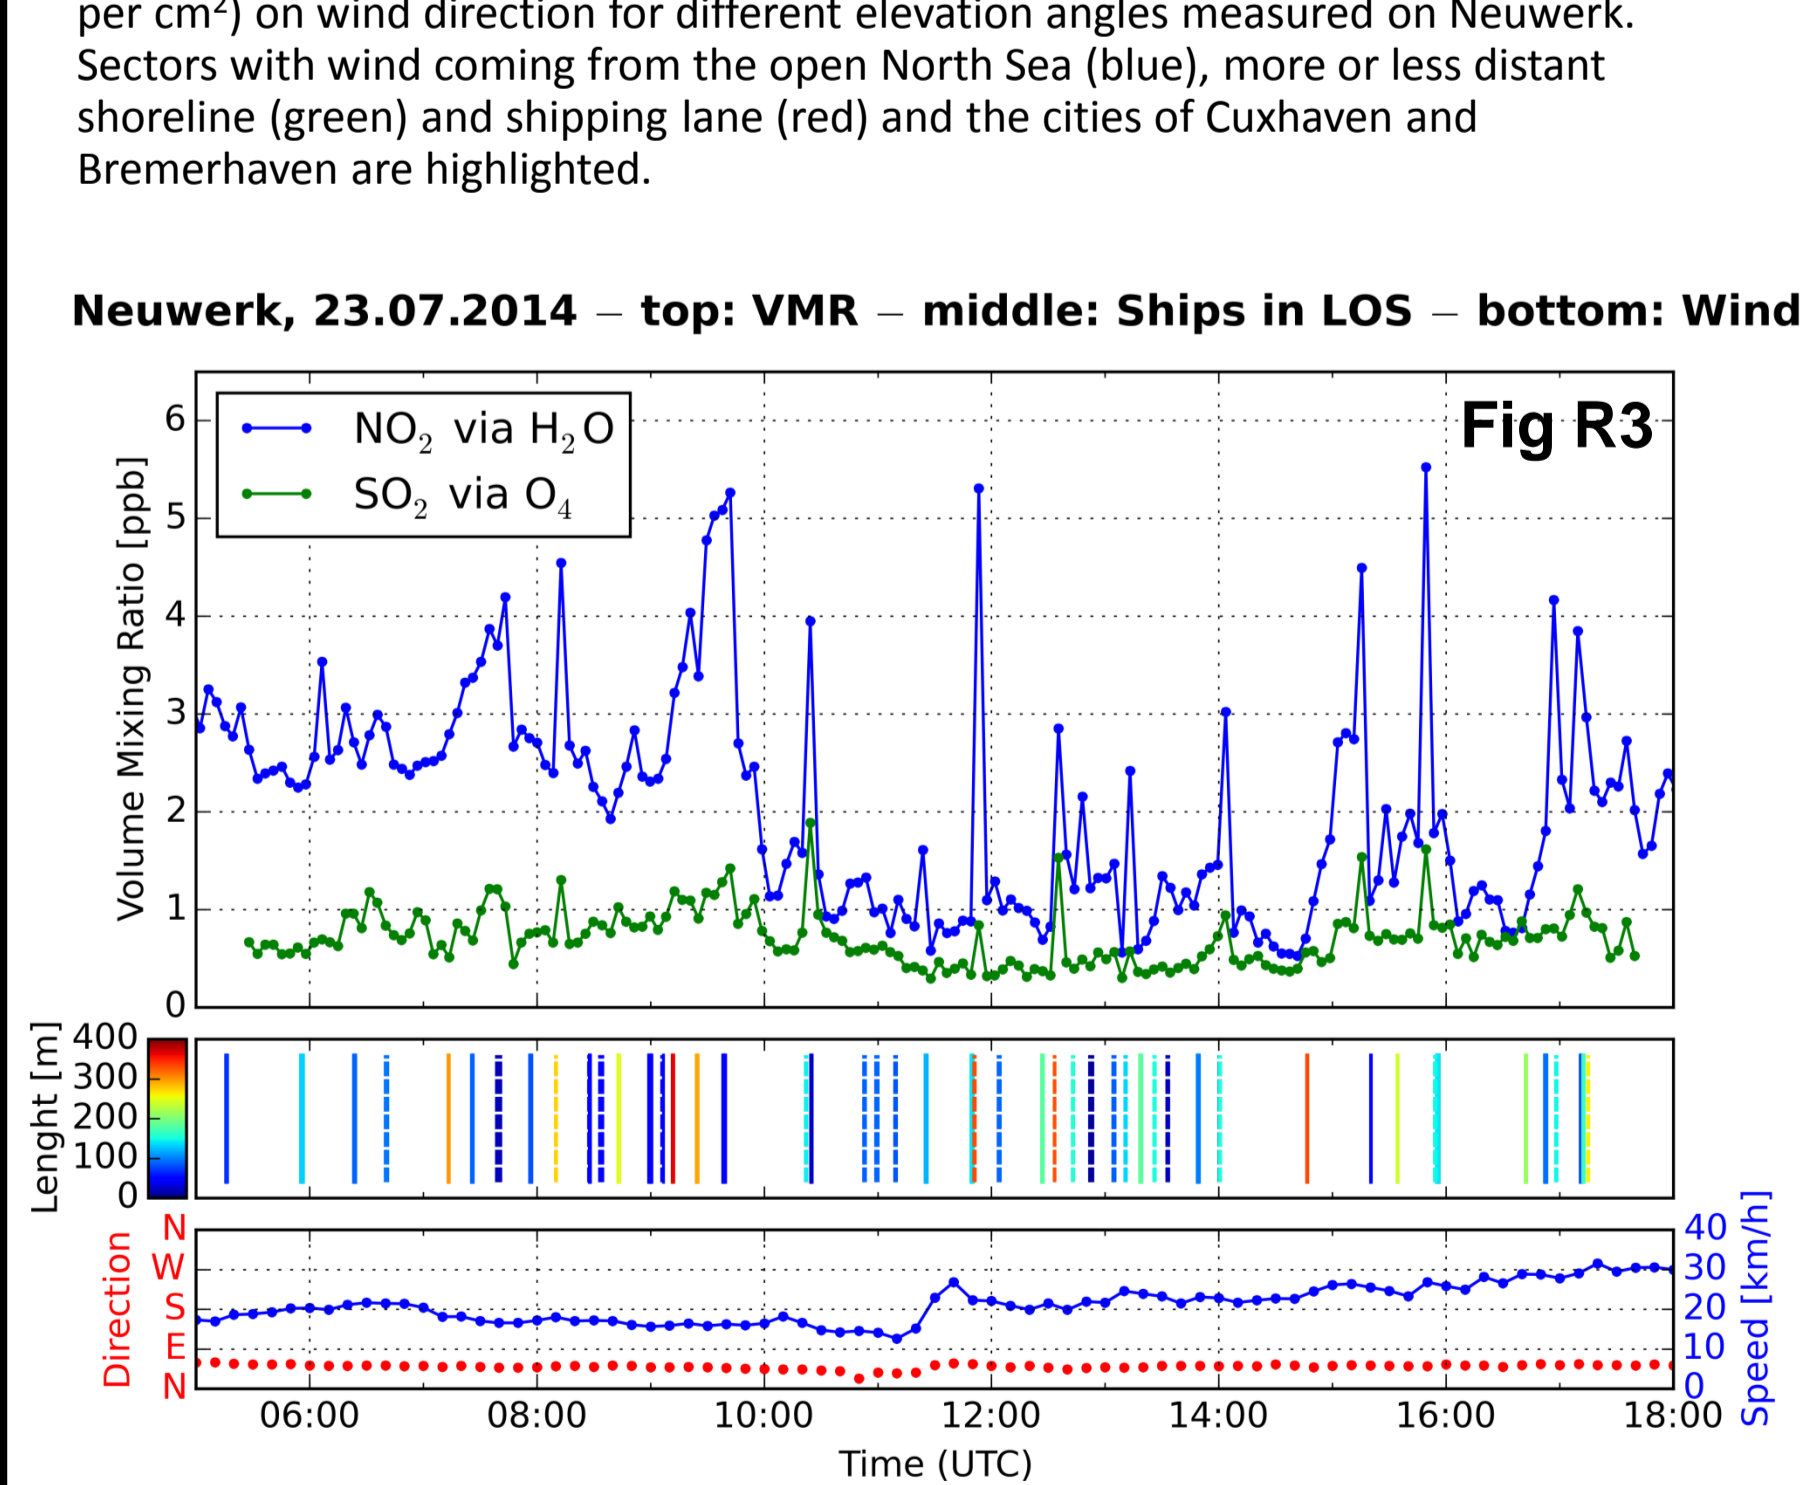 per cm²) on wind direction for different elevation angles measured on Neuwerk.
Sectors with wind coming from the open North Sea (blue), more or less distant
shoreline (green) and shipping lane (red) and the cities of Cuxhaven and
Bremerhaven are highlighted.
Neuwerk, 23.07.2014 – top: VMR – middle: Ships in LOS – bottom: Wind
Fig R3
NO₂ via H₂O
SO₂ via O₄
Volume Mixing Ratio [ppb]
6
5
4
3
2
1
0
Lenght [m]
400
300
200
100
0
Direction
N
W
S
E
N
40
30
20
10
0
Speed [km/h]
06:00 08:00 10:00 12:00 14:00 16:00 18:00
Time (UTC)